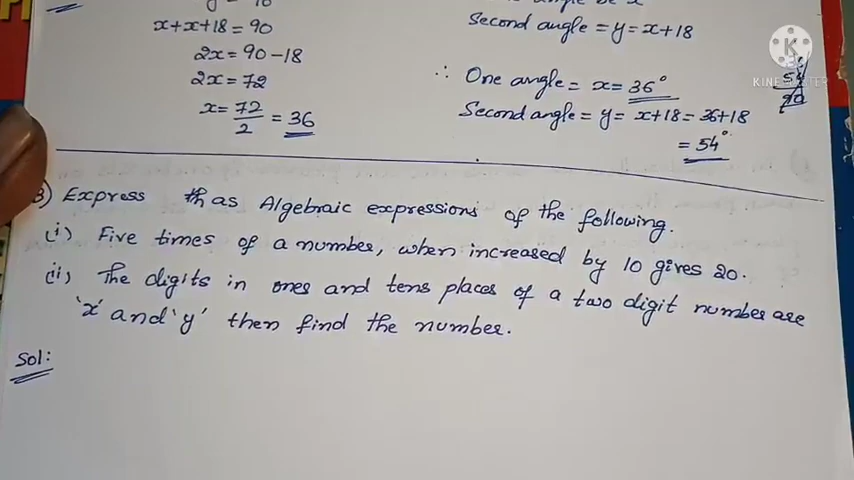 x+x+18 = 90
2x = 90-18
2x = 72
x = 72/2 = 36
Second angle = y = x+18
∴ One angle = x = 36°
Second angle = y = x+18 = 36+18
= 54°
54
90
KINEMASTER
3) Express as Algebraic expressions of the following.
(i) Five times of a number, when increased by 10 gives 20.
(ii) The digits in ones and tens places of a two digit number are
'x' and 'y' then find the number.
Sol: